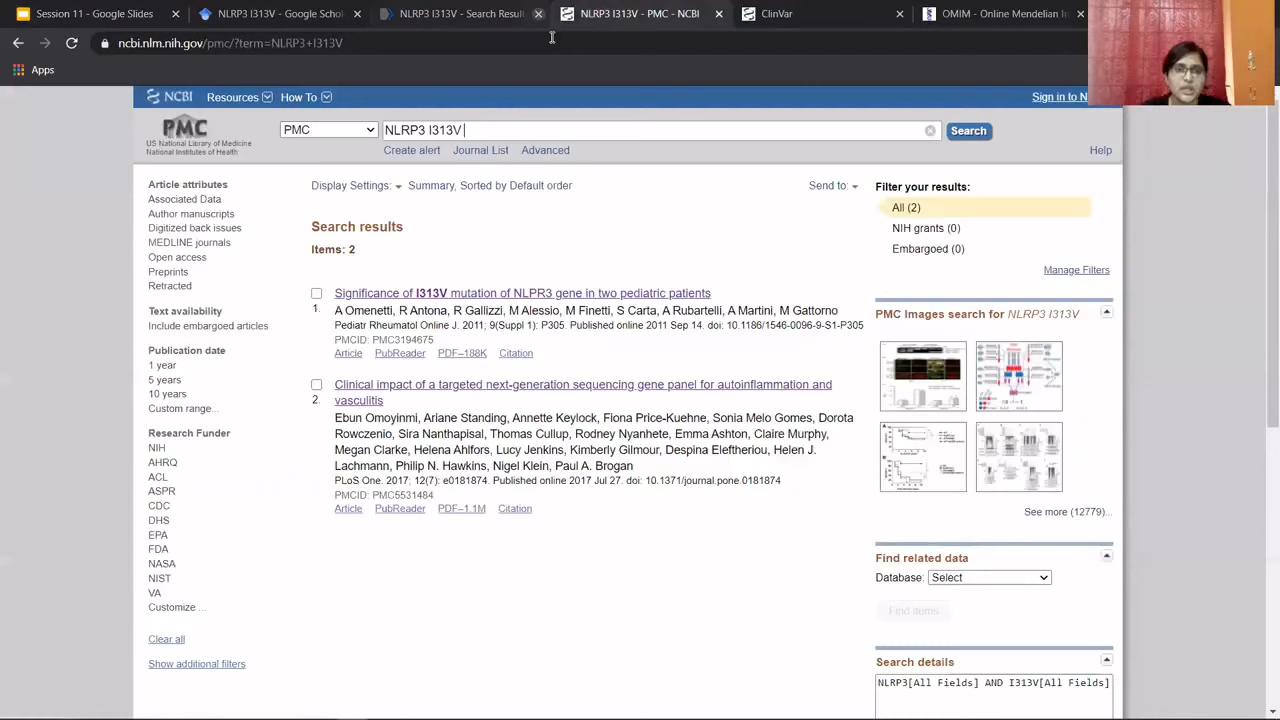 Session 11 - Google Slides
NLRP3 I313V - Google Scho
NLRP3 I313V - Search Result
NLRP3 I313V - PMC - NCBI
ClinVar
OMIM - Online Mendelian In
ncbi.nlm.nih.gov/pmc/?term=NLRP3+I313V
Apps
NCBI Resources How To Sign in to N
PMC
US National Library of Medicine
National Institutes of Health
PMC NLRP3 I313V Search
Create alert Journal List Advanced Help
Article attributes
Associated Data
Author manuscripts
Digitized back issues
MEDLINE journals
Open access
Preprints
Retracted
Text availability
Include embargoed articles
Publication date
1 year
5 years
10 years
Custom range...
Research Funder
NIH
AHRQ
ACL
ASPR
CDC
DHS
EPA
FDA
NASA
NIST
VA
Customize ...
Clear all
Show additional filters
Display Settings: Summary, Sorted by Default order Send to:
Search results
Items: 2
Significance of I313V mutation of NLPR3 gene in two pediatric patients
1. A Omenetti, R Antona, R Gallizzi, M Alessio, M Finetti, S Carta, A Rubartelli, A Martini, M Gattorno
Pediatr Rheumatol Online J. 2011; 9(Suppl 1): P305. Published online 2011 Sep 14. doi: 10.1186/1546-0096-9-S1-P305
PMCID: PMC3194675
Article PubReader PDF–188K Citation
Clinical impact of a targeted next-generation sequencing gene panel for autoinflammation and
2. vasculitis
Ebun Omoyinmi, Ariane Standing, Annette Keylock, Fiona Price-Kuehne, Sonia Melo Gomes, Dorota
Rowczenio, Sira Nanthapisal, Thomas Cullup, Rodney Nyanhete, Emma Ashton, Claire Murphy,
Megan Clarke, Helena Ahlfors, Lucy Jenkins, Kimberly Gilmour, Despina Eleftheriou, Helen J.
Lachmann, Philip N. Hawkins, Nigel Klein, Paul A. Brogan
PLoS One. 2017; 12(7): e0181874. Published online 2017 Jul 27. doi: 10.1371/journal.pone.0181874
PMCID: PMC5531484
Article PubReader PDF–1.1M Citation
Filter your results:
All (2)
NIH grants (0)
Embargoed (0)
Manage Filters
PMC Images search for NLRP3 I313V
See more (12779)...
Find related data
Database: Select
Find items
Search details
NLRP3[All Fields] AND I313V[All Fields]